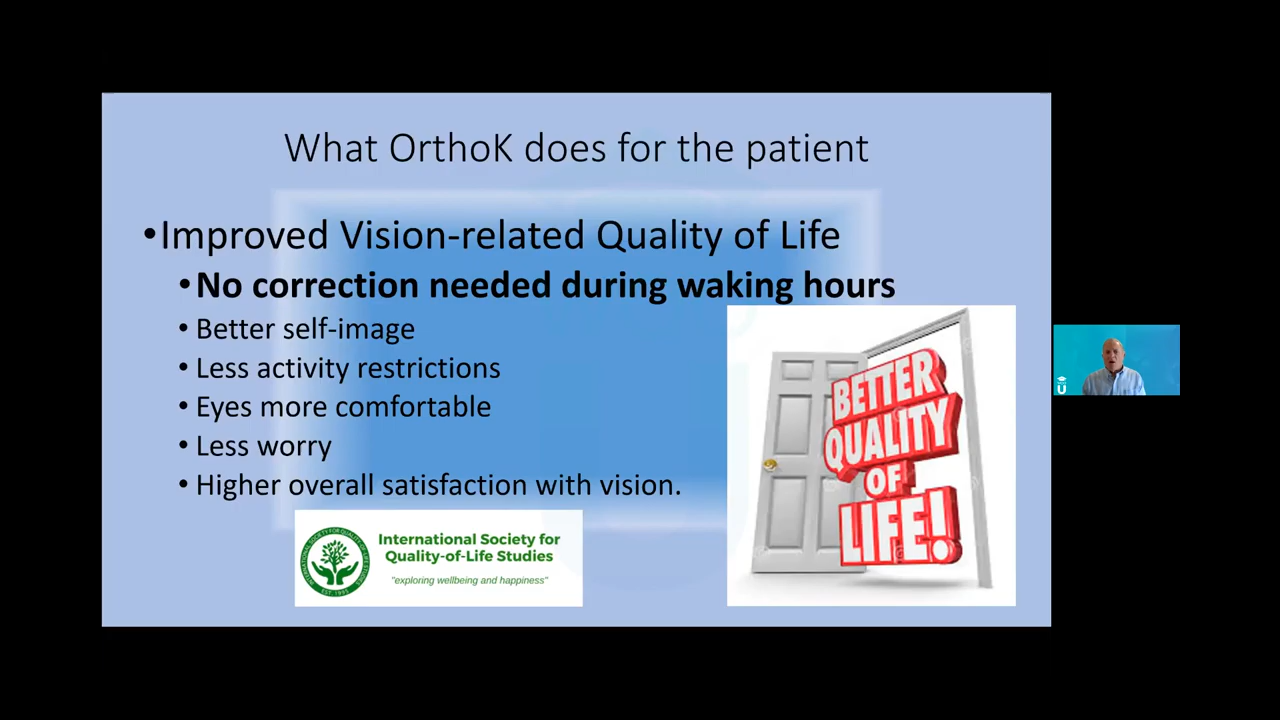 What OrthoK does for the patient
•Improved Vision-related Quality of Life
•No correction needed during waking hours
• Better self-image
• Less activity restrictions
• Eyes more comfortable
• Less worry
• Higher overall satisfaction with vision.
BETTER
QUALITY
OF
LIFE!
International Society for
Quality-of-Life Studies
"exploring wellbeing and happiness"
EST. 1995
U